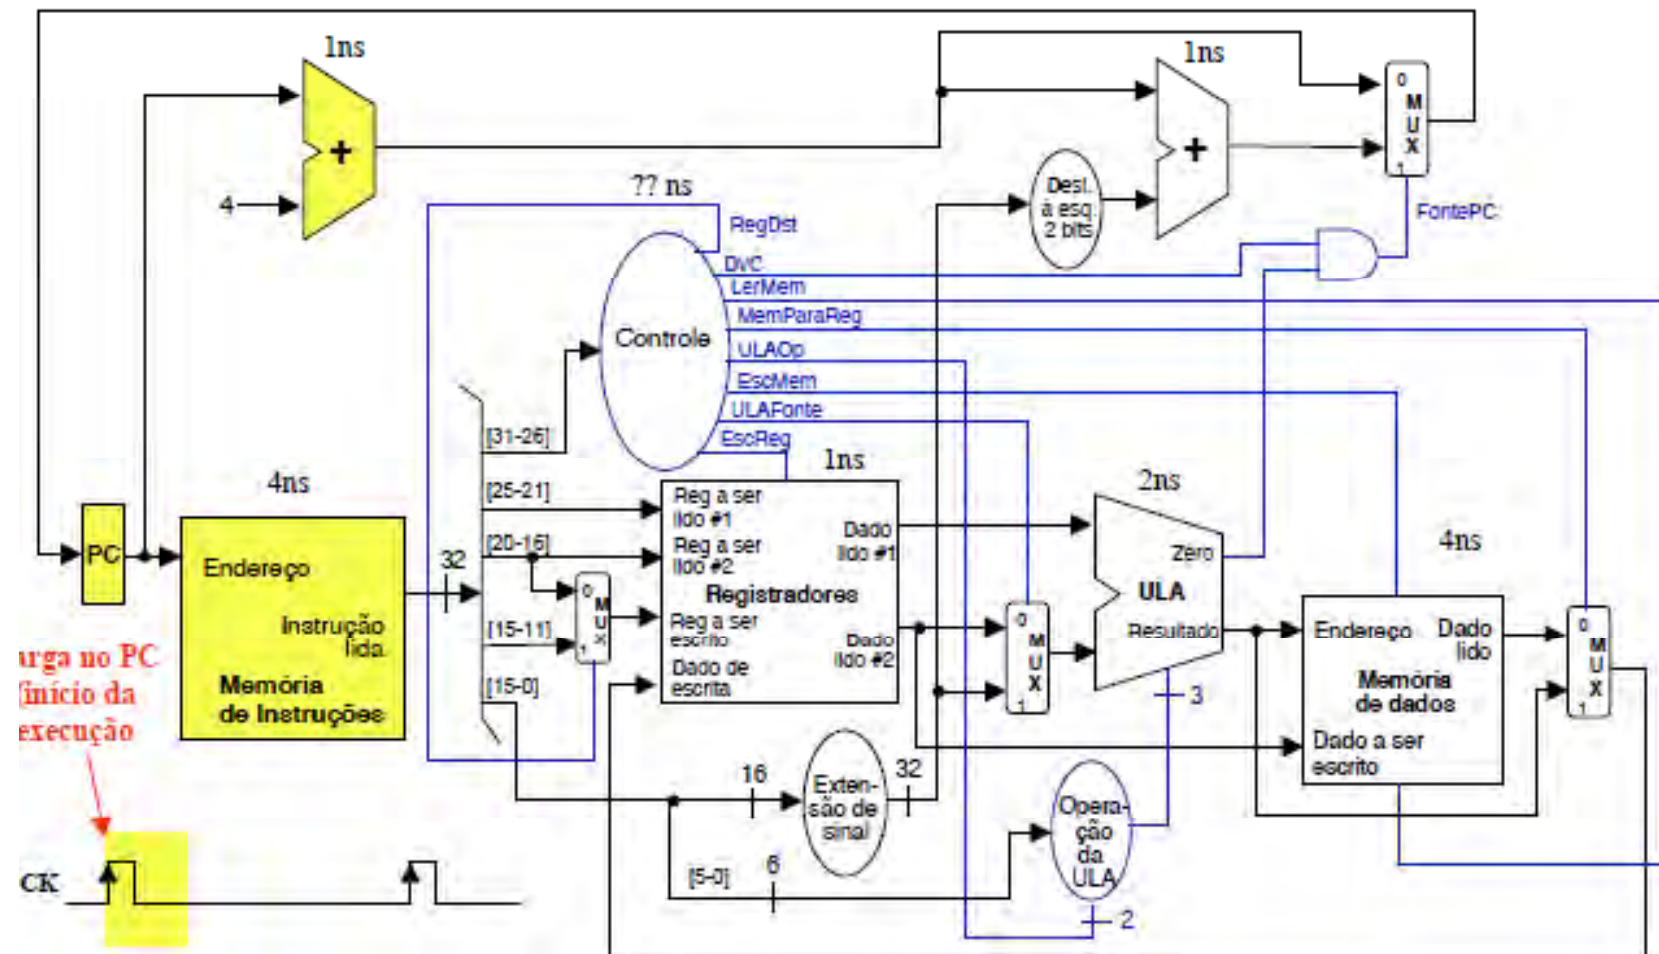 1ns
1ns
0
M
U
X
1
+
+
4
Desl.
à esq.
2 bits
FontePC
?? ns
RegDst
DVC
LerMem
MemParaReg
ULAOp
EscMem
ULAFonte
EscReg
Controle
[31-26]
[25-21]
[20-16]
[15-11]
[15-0]
4ns
PC
Endereço
Instrução
lida
Memória
de Instruções
32
0
M
U
X
1
1ns
Reg a ser
lido #1
Reg a ser
lido #2
Registradores
Reg a ser
escrito
Dado de
escrita
Dado
lido #1
Dado
lido #2
0
M
U
X
1
2ns
Zero
ULA
Resultado
3
4ns
Endereço
Dado
lido
Memória
de dados
Dado a ser
escrito
0
M
U
X
1
16
Exten-
são de
sinal
32
[5-0]
6
Opera-
ção
da
ULA
2
arga no PC
início da
execução
CK